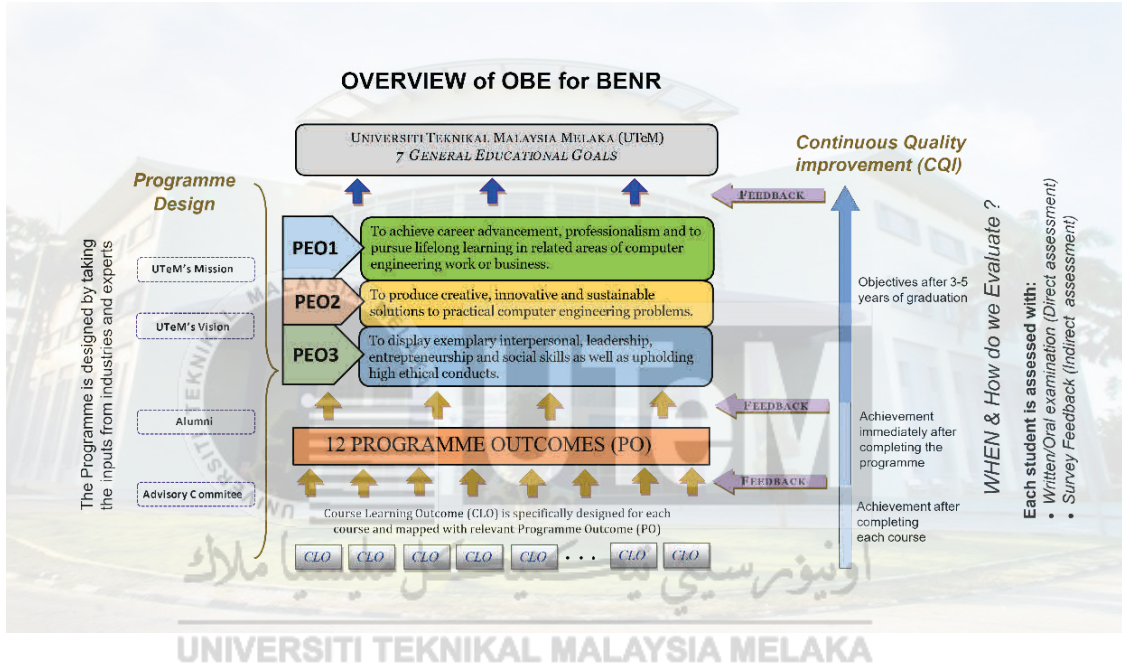 OVERVIEW of OBE for BENR
UNIVERSITI TEKNIKAL MALAYSIA MELAKA (UTeM)
7 GENERAL EDUCATIONAL GOALS
Programme
Design
The Programme is designed by taking
the inputs from industries and experts
UTeM's Mission
UTeM's Vision
Alumni
Advisory Commitee
PEO1
To achieve career advancement, professionalism and to
pursue lifelong learning in related areas of computer
engineering work or business.
PEO2
To produce creative, innovative and sustainable
solutions to practical computer engineering problems.
PEO3
To display exemplary interpersonal, leadership,
entrepreneurship and social skills as well as upholding
high ethical conducts.
12 PROGRAMME OUTCOMES (PO)
Course Learning Outcome (CLO) is specifically designed for each
course and mapped with relevant Programme Outcome (PO)
CLO CLO CLO CLO CLO . . . CLO CLO
Continuous Quality
improvement (CQI)
FEEDBACK
Objectives after 3-5
years of graduation
FEEDBACK
Achievement
immediately after
completing the
programme
FEEDBACK
Achievement after
completing
each course
WHEN & How do we Evaluate ?
Each student is assessed with:
• Written/Oral examination (Direct assessment)
• Survey Feedback (Indirect assessment)
UTeM
اونيۏرسيتي تيكنيكل مليسيا ملاك
UNIVERSITI TEKNIKAL MALAYSIA MELAKA